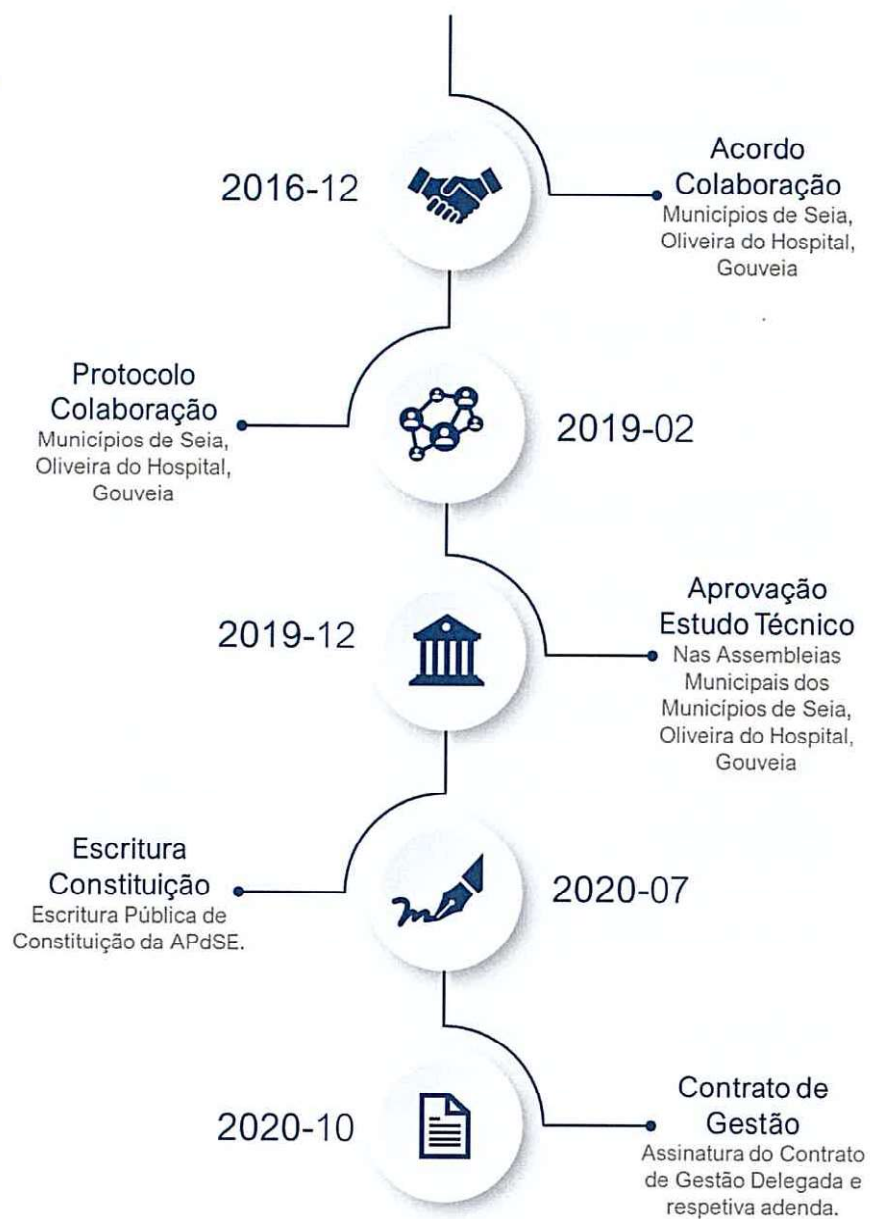 2016-12
Acordo
Colaboração
Municípios de Seia,
Oliveira do Hospital,
Gouveia
Protocolo
Colaboração
Municípios de Seia,
Oliveira do Hospital,
Gouveia
2019-02
2019-12
Aprovação
Estudo Técnico
Nas Assembleias
Municipais dos
Municípios de Seia,
Oliveira do Hospital,
Gouveia
Escritura
Constituição
Escritura Pública de
Constituição da APdSE.
2020-07
2020-10
Contrato de
Gestão
Assinatura do Contrato
de Gestão Delegada e
respetiva adenda.